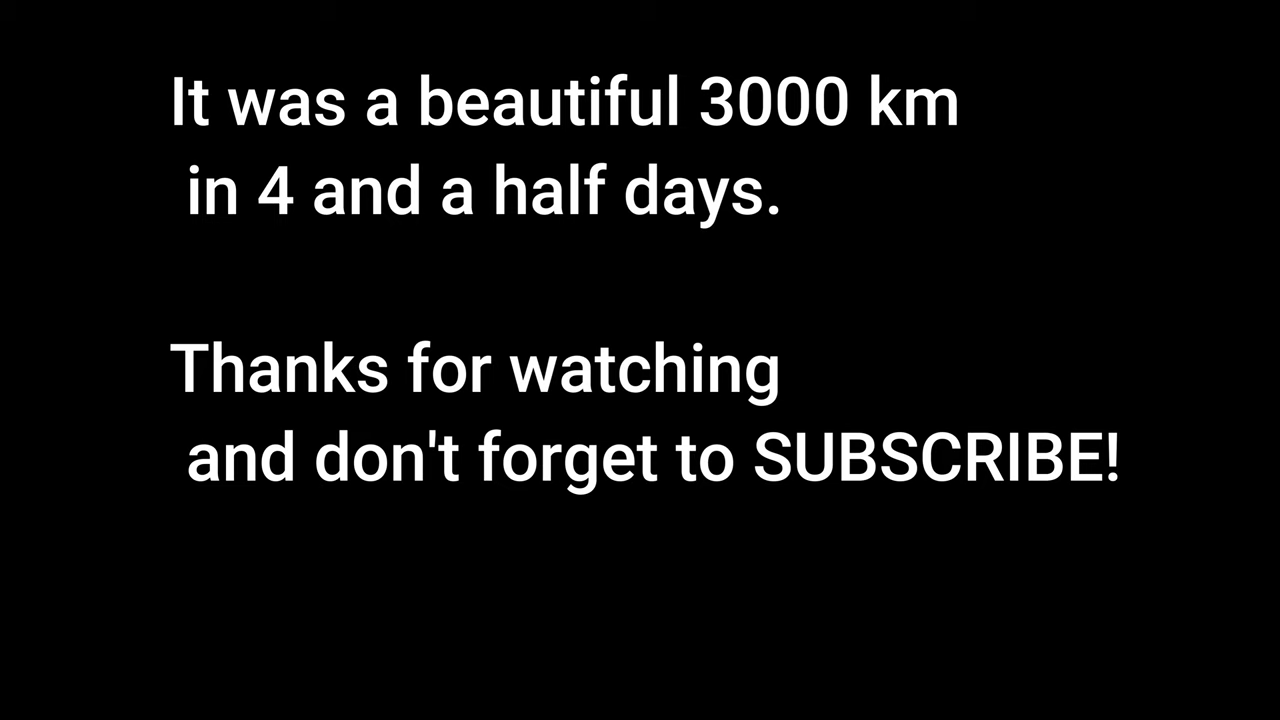 It was a beautiful 3000 km
in 4 and a half days.
Thanks for watching
and don't forget to SUBSCRIBE!